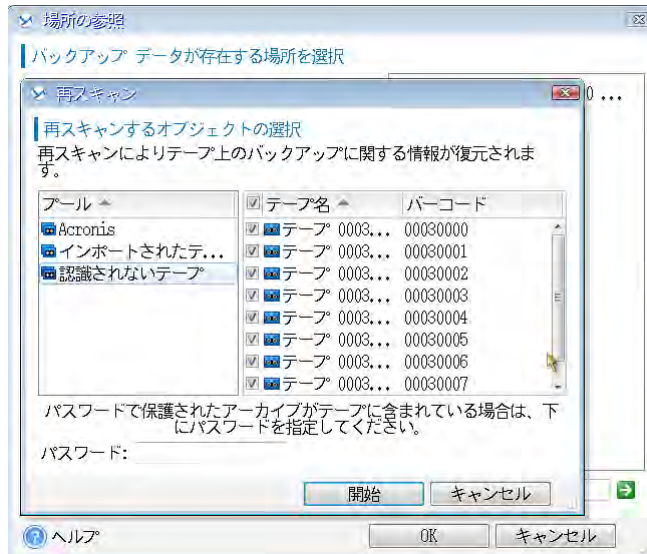 場所の参照
バックアップ データが存在する場所を選択
0 ...
再スキャン
再スキャンするオブジェクトの選択
再スキャンによりテープ上のバックアップに関する情報が復元されま
す。
プール
テープ名 バーコード
Acronis
インポートされたテ...
認識されないテープ
テープ 0003... 00030000
テープ 0003... 00030001
テープ 0003... 00030002
テープ 0003... 00030003
テープ 0003... 00030004
テープ 0003... 00030005
テープ 0003... 00030006
テープ 0003... 00030007
パスワードで保護されたアーカイブがテープに含まれている場合は、下
にパスワードを指定してください。
パスワード:
開始 キャンセル
ヘルプ OK キャンセル